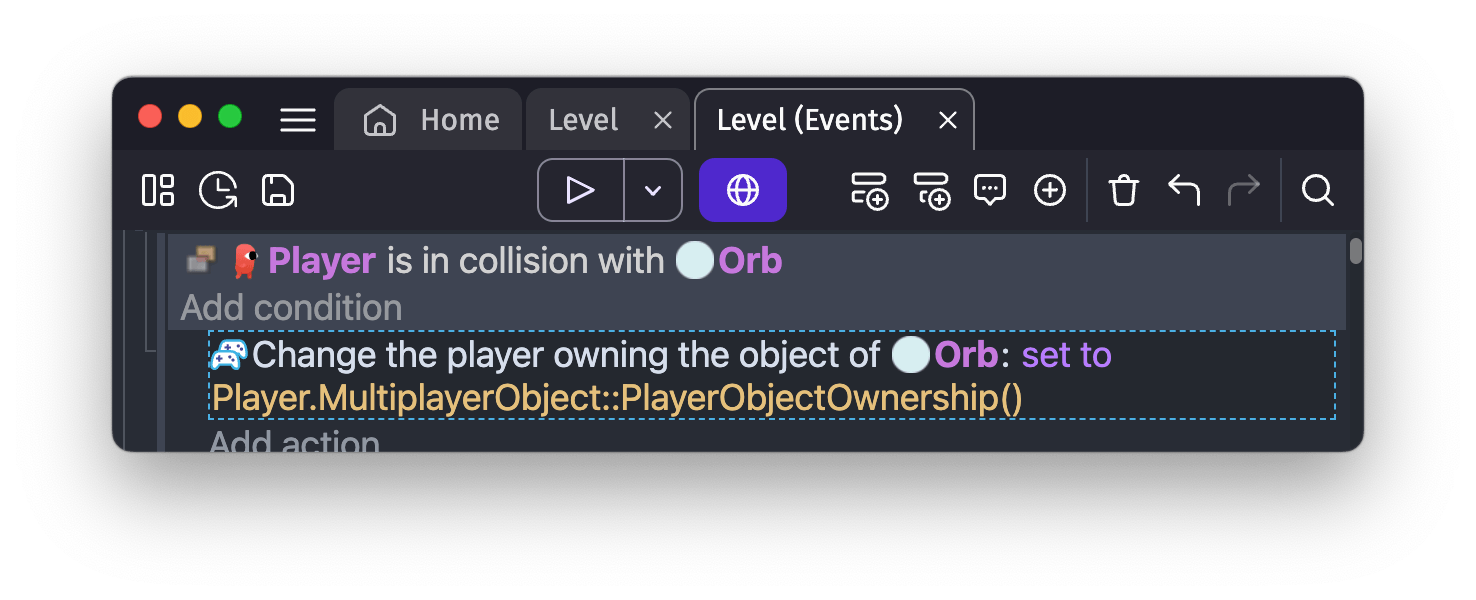 Home
Level
Level (Events)
Player is in collision with Orb
Add condition
Change the player owning the object of Orb: set to
Player.MultiplayerObject::PlayerObjectOwnership()
Add action